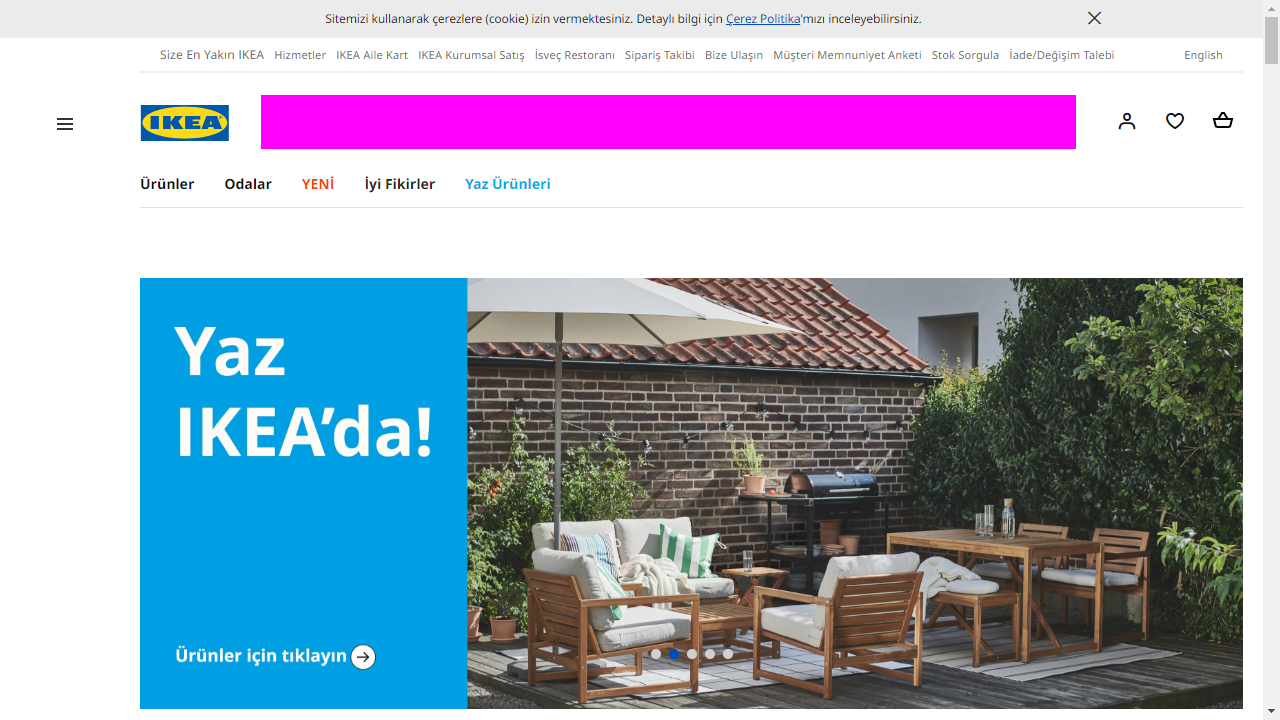 Sitemizi kullanarak çerezlere (cookie) izin vermektesiniz. Detaylı bilgi için Çerez Politika'mızı inceleyebilirsiniz.
Size En Yakın IKEA Hizmetler IKEA Aile Kart IKEA Kurumsal Satış İsveç Restoranı Sipariş Takibi Bize Ulaşın Müşteri Memnuniyet Anketi Stok Sorgula İade/Değişim Talebi English
IKEA
Ürünler Odalar YENİ İyi Fikirler Yaz Ürünleri
Yaz
IKEA’da!
Ürünler için tıklayın